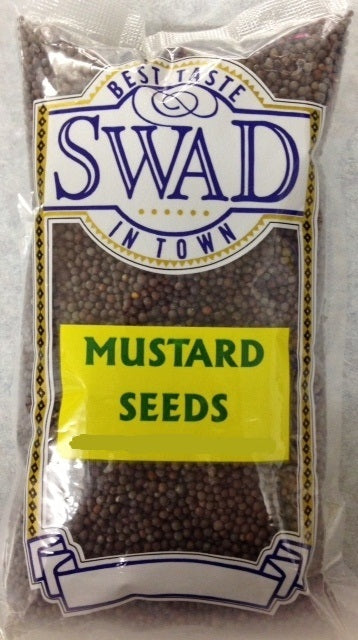 BEST TASTE
SWAD
IN TOWN
MUSTARD
SEEDS